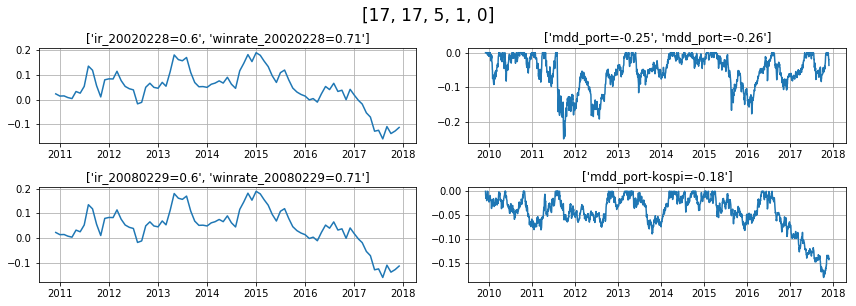 [17, 17, 5, 1, 0]
['ir_20020228=0.6', 'winrate_20020228=0.71']
0.2
0.1
0.0
−0.1
2011 2012 2013 2014 2015 2016 2017 2018
['mdd_port=-0.25', 'mdd_port=-0.26']
0.0
−0.1
−0.2
2010 2011 2012 2013 2014 2015 2016 2017 2018
['ir_20080229=0.6', 'winrate_20080229=0.71']
0.2
0.1
0.0
−0.1
2011 2012 2013 2014 2015 2016 2017 2018
['mdd_port-kospi=-0.18']
0.00
−0.05
−0.10
−0.15
2010 2011 2012 2013 2014 2015 2016 2017 2018